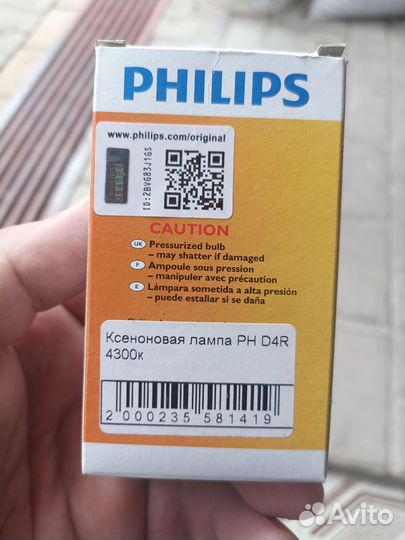 PHILIPS
www.philips.com/original
ID:2BVG83J1GS
CAUTION
UK Pressurized bulb
– may shatter if damaged
F Ampoule sous pression
– manipuler avec précaution
E Lámpara sometida a alta presión
– puede estallar si se daña
Ксеноновая лампа PH D4R
4300к
2 000235 581419
Avito